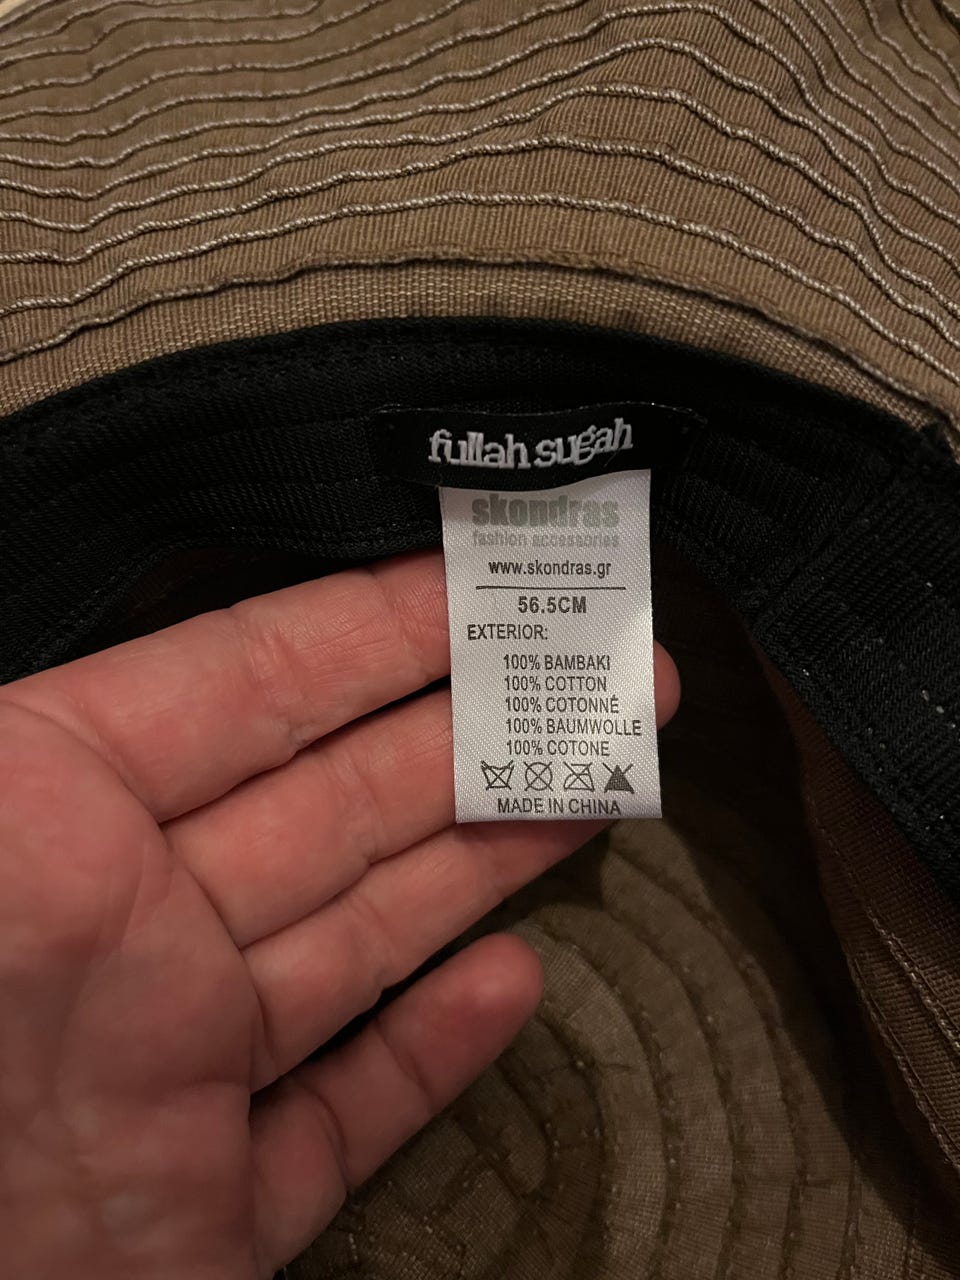 fullah sugah
skondras
fashion accessories
www.skondras.gr
56.5CM
EXTERIOR:
100% BAMBAKI
100% COTTON
100% COTONNÉ
100% BAUMWOLLE
100% COTONE
MADE IN CHINA